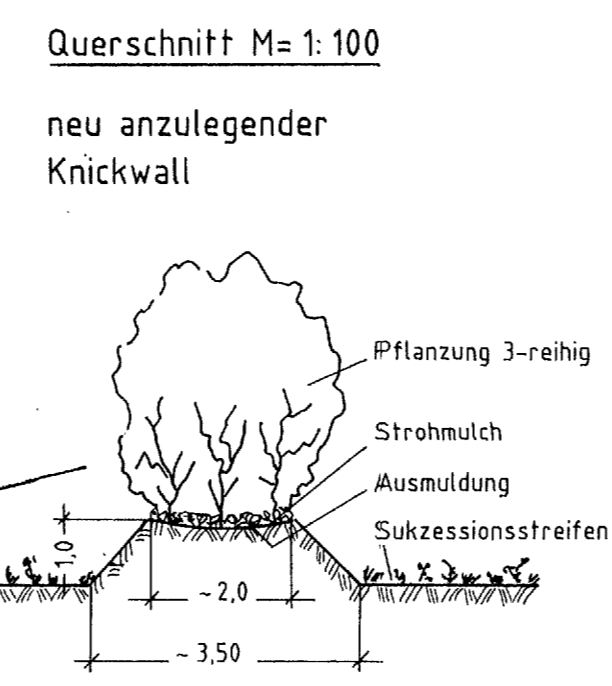 Querschnitt M= 1: 100
neu anzulegender
Knickwall
Pflanzung 3-reihig
Strohmulch
Ausmuldung
Sukzessionsstreifen
1,0
~2,0
~ 3,50